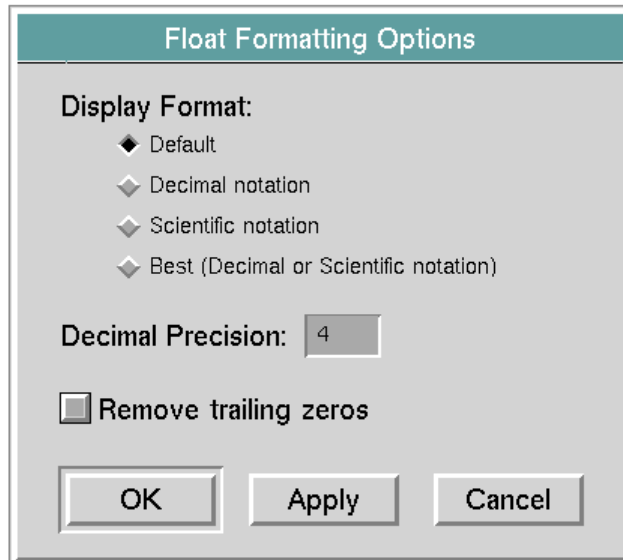 Float Formatting Options
Display Format:
Default
Decimal notation
Scientific notation
Best (Decimal or Scientific notation)
Decimal Precision: 4
Remove trailing zeros
OK Apply Cancel